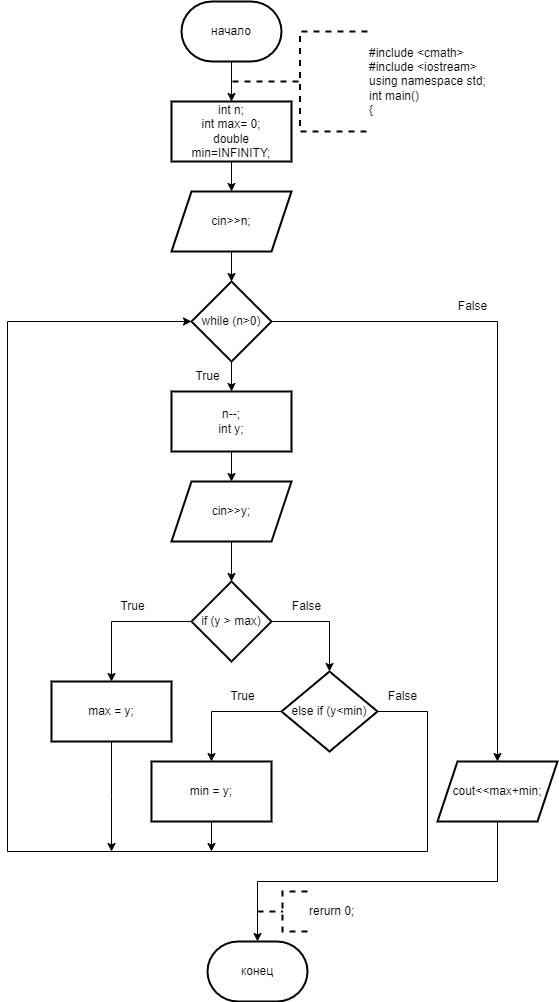 начало
#include <cmath>
#include <iostream>
using namespace std;
int main()
{
int n;
int max= 0;
double
min=INFINITY;
cin>>n;
while (n>0)
False
True
n--;
int y;
cin>>y;
if (y > max)
True
False
max = y;
else if (y<min)
True
False
min = y;
cout<<max+min;
rerurn 0;
конец